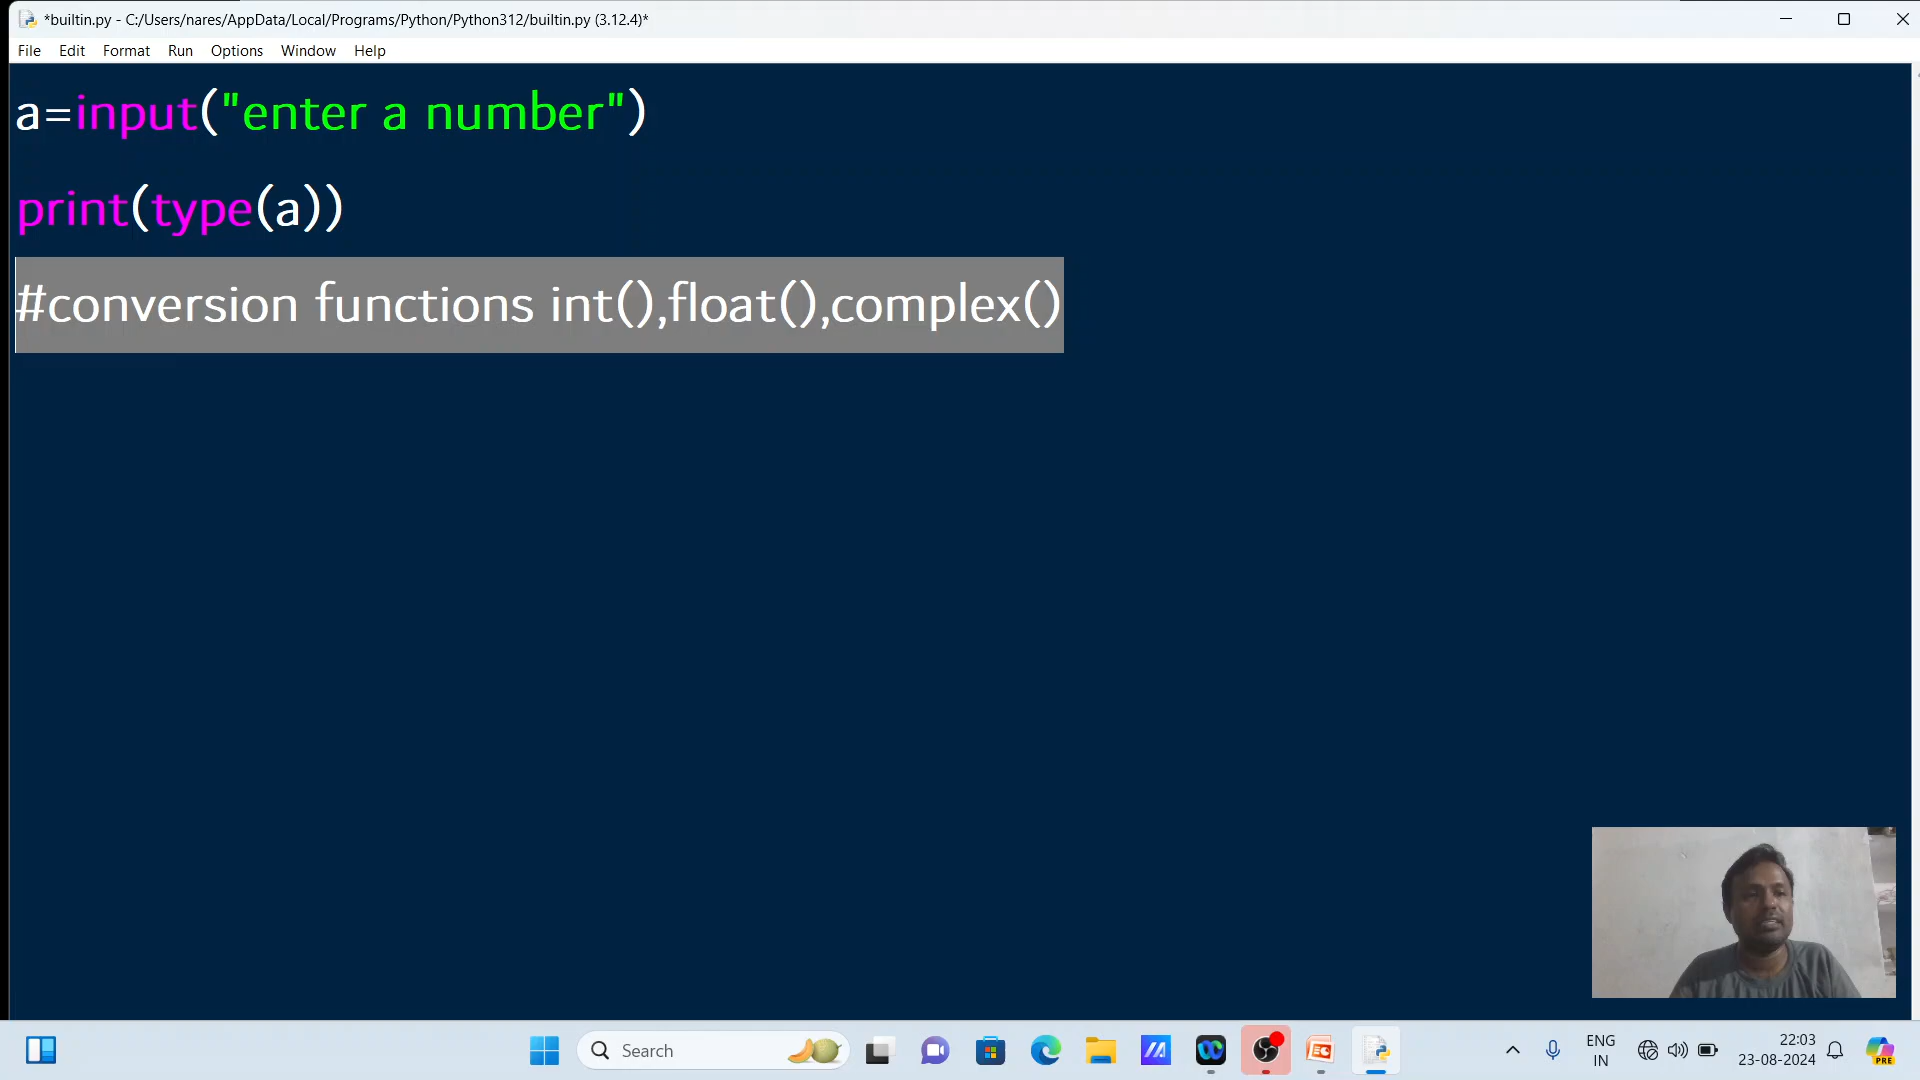 *builtin.py - C:/Users/nares/AppData/Local/Programs/Python/Python312/builtin.py (3.12.4)*
File Edit Format Run Options Window Help
a=input("enter a number")
print(type(a))
#conversion functions int(),float(),complex()
Search
ENG
IN
22:03
23-08-2024
PRE